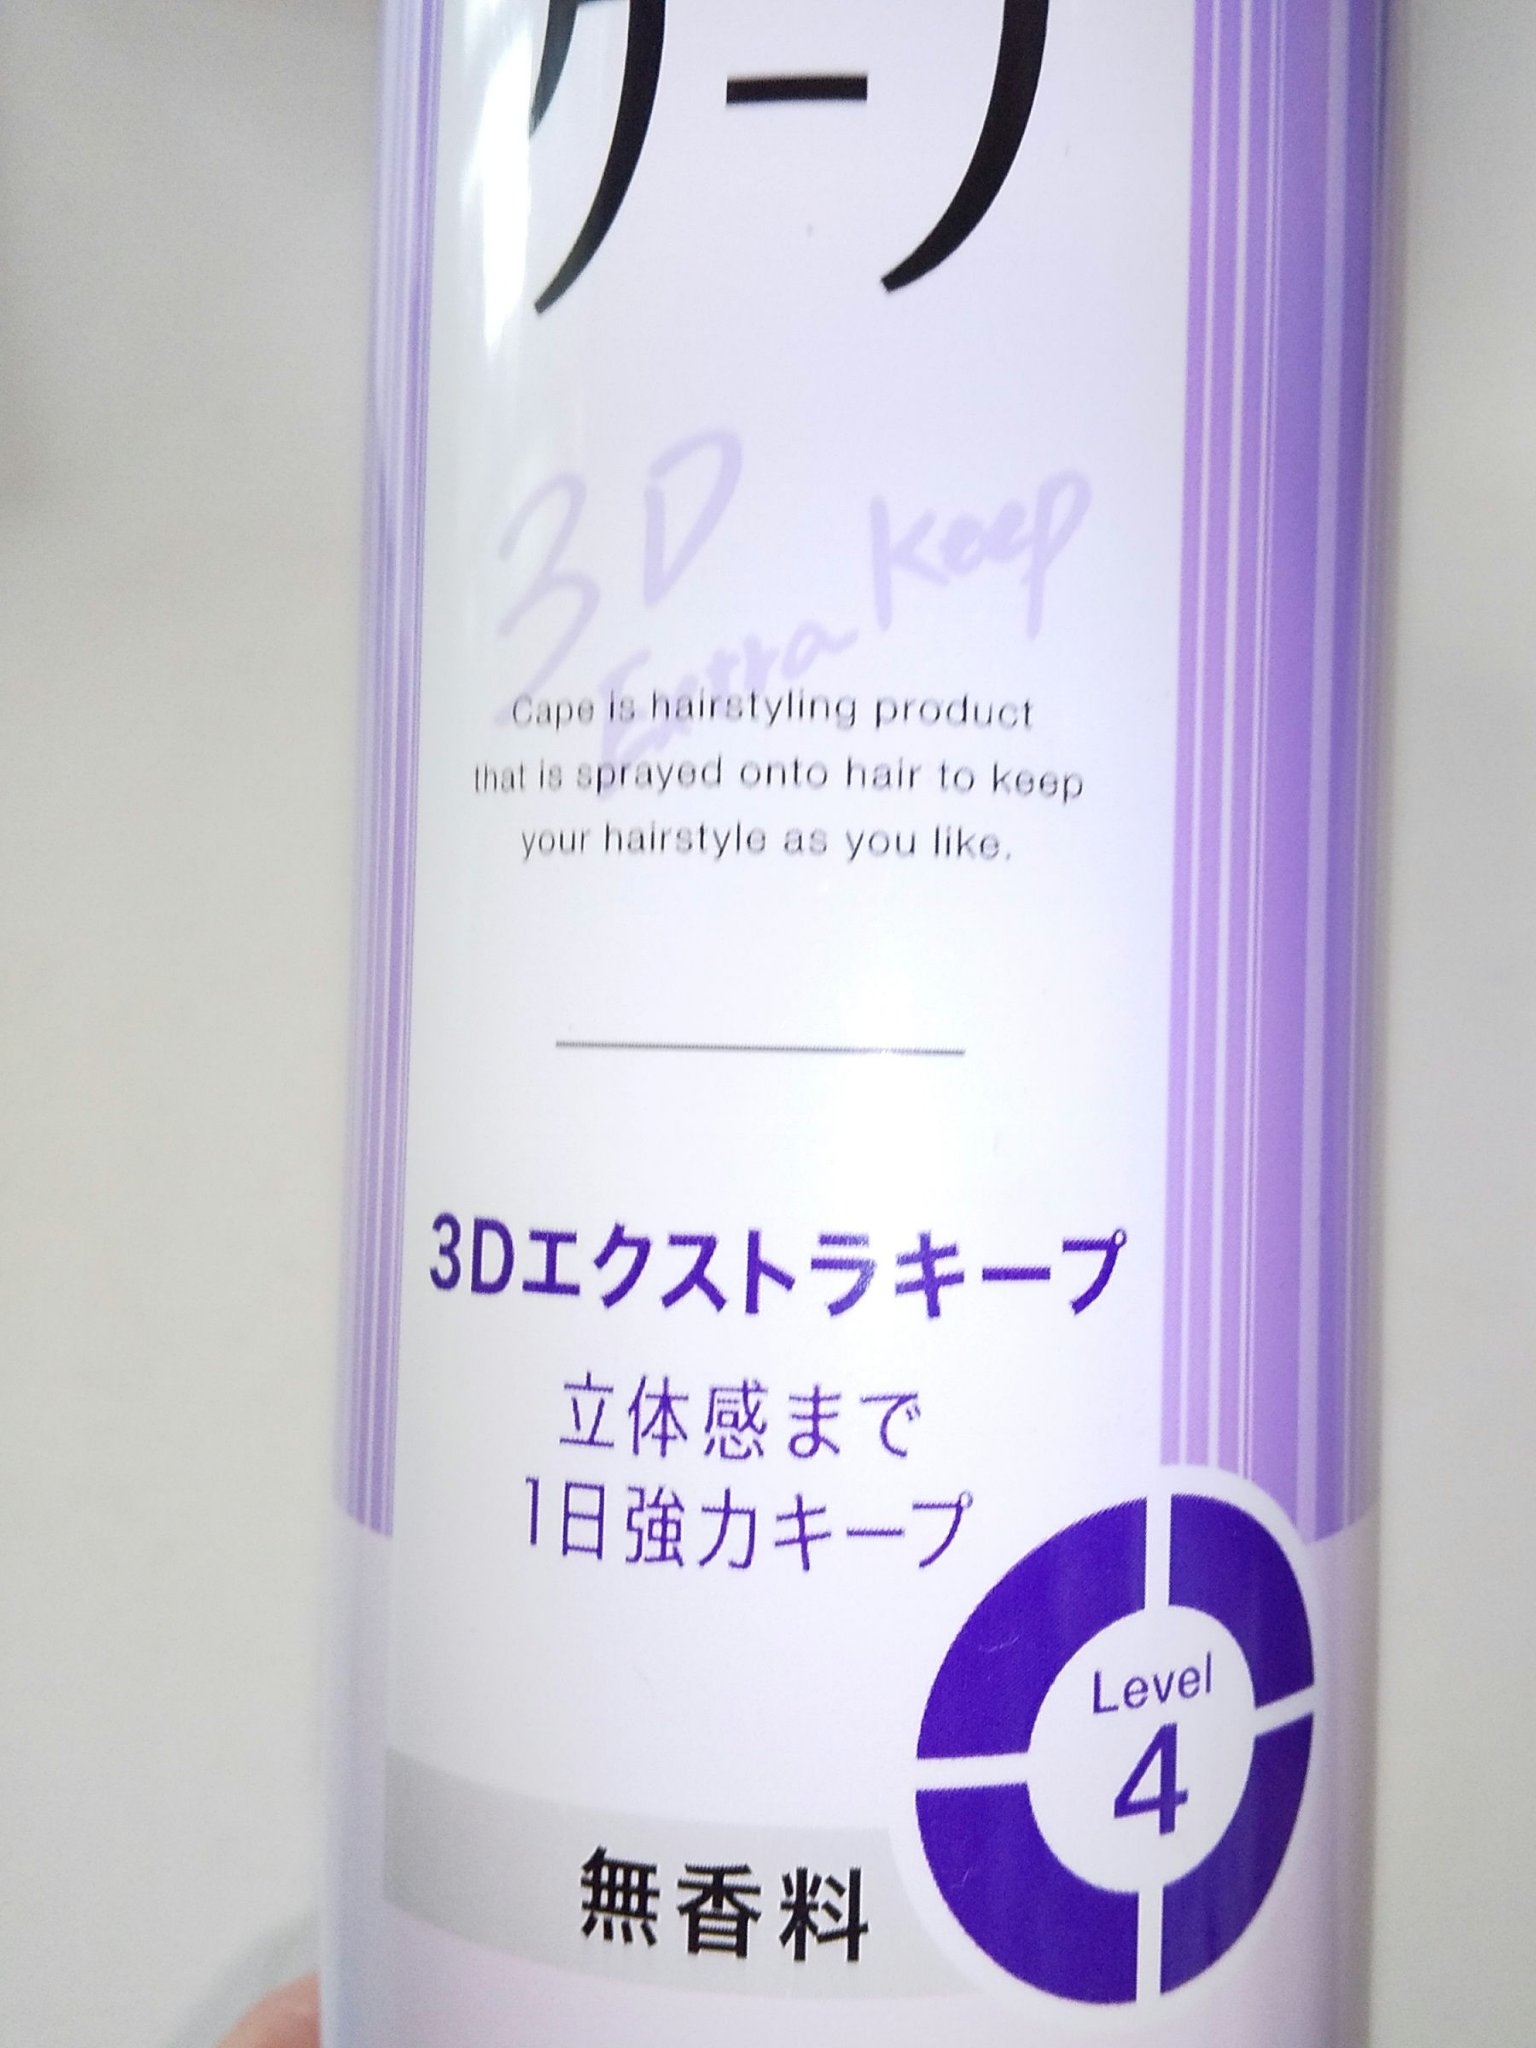 ケープ
3D
Extra Keep
Cape is hairstyling product
that is sprayed onto hair to keep
your hairstyle as you like.
3Dエクストラキープ
立体感まで
1日強力キープ
Level
4
無香料